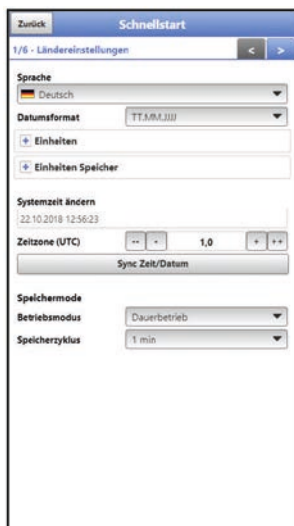 Zurück Schnellstart
1/6 - Ländereinstellungen < >
Sprache
Deutsch
Datumsformat TT.MM.JJJJ
+ Einheiten
+ Einheiten Speicher
Systemzeit ändern
22.10.2018 12:56:23
Zeitzone (UTC) -- - 1,0 + ++
Sync Zeit/Datum
Speichermode
Betriebsmodus Dauerbetrieb
Speicherzyklus 1 min